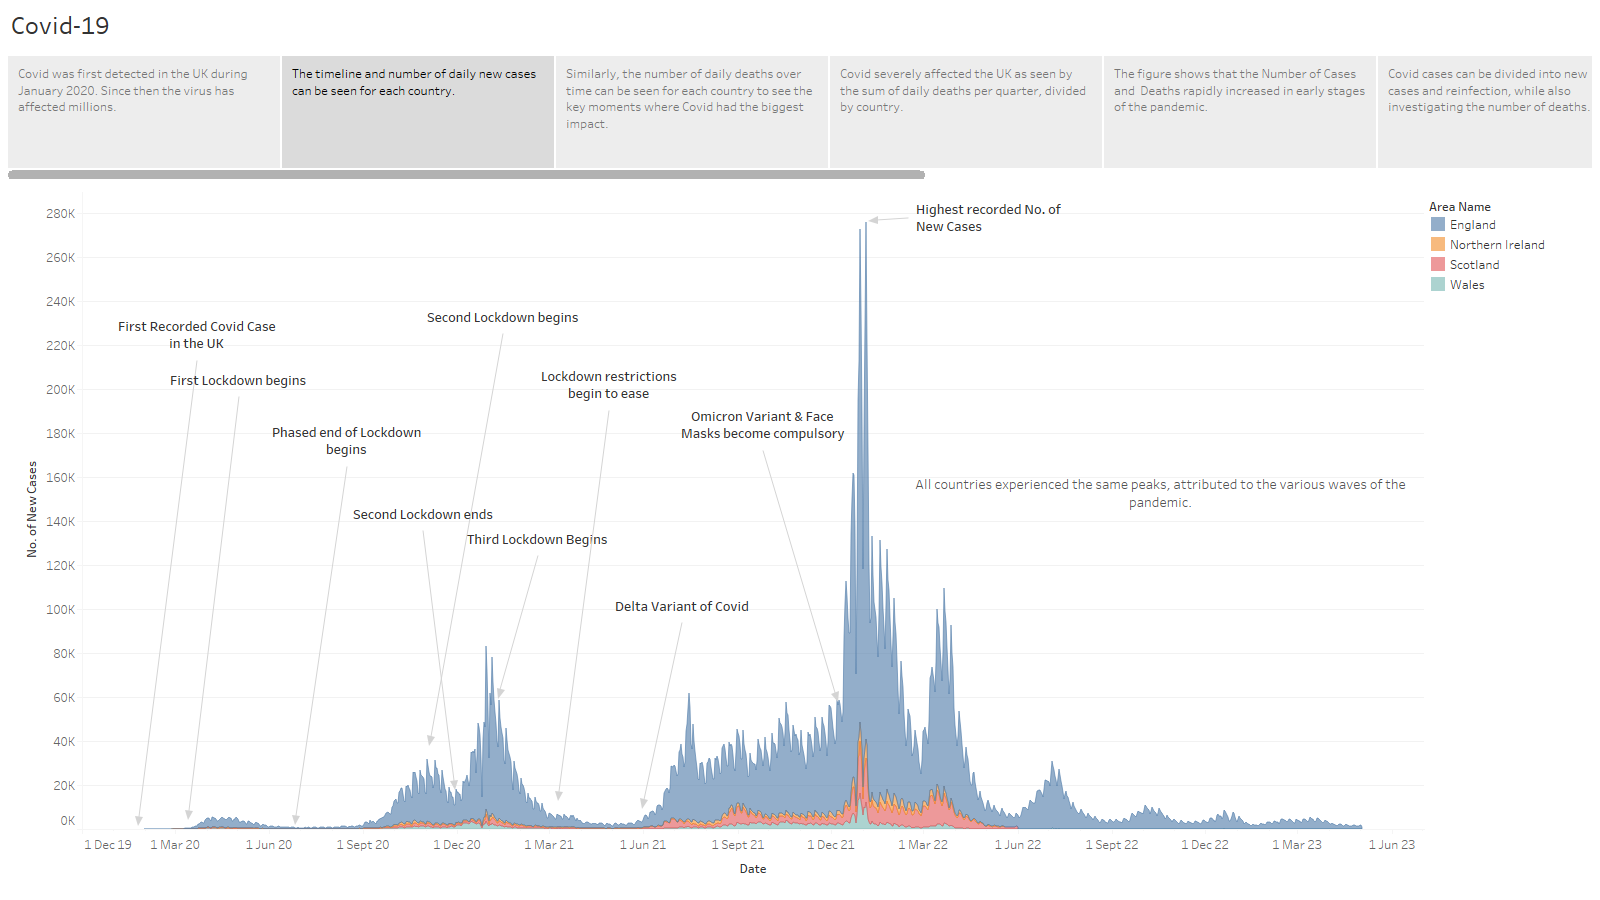 Covid-19
Covid was first detected in the UK during
January 2020. Since then the virus has
affected millions.
The timeline and number of daily new cases
can be seen for each country.
Similarly, the number of daily deaths over
time can be seen for each country to see the
key moments where Covid had the biggest
impact.
Covid severely affected the UK as seen by
the sum of daily deaths per quarter, divided
by country.
The figure shows that the Number of Cases
and Deaths rapidly increased in early stages
of the pandemic.
Covid cases can be divided into new
cases and reinfection, while also
investigating the number of deaths.
280K
260K
240K
220K
200K
180K
160K
140K
120K
100K
80K
60K
40K
20K
0K
No. of New Cases
Highest recorded No. of
New Cases
First Recorded Covid Case
in the UK
First Lockdown begins
Phased end of Lockdown
begins
Second Lockdown begins
Second Lockdown ends
Third Lockdown Begins
Lockdown restrictions
begin to ease
Delta Variant of Covid
Omicron Variant & Face
Masks become compulsory
All countries experienced the same peaks, attributed to the various waves of the
pandemic.
Area Name
England
Northern Ireland
Scotland
Wales
1 Dec 19
1 Mar 20
1 Jun 20
1 Sept 20
1 Dec 20
1 Mar 21
1 Jun 21
1 Sept 21
1 Dec 21
1 Mar 22
1 Jun 22
1 Sept 22
1 Dec 22
1 Mar 23
1 Jun 23
Date